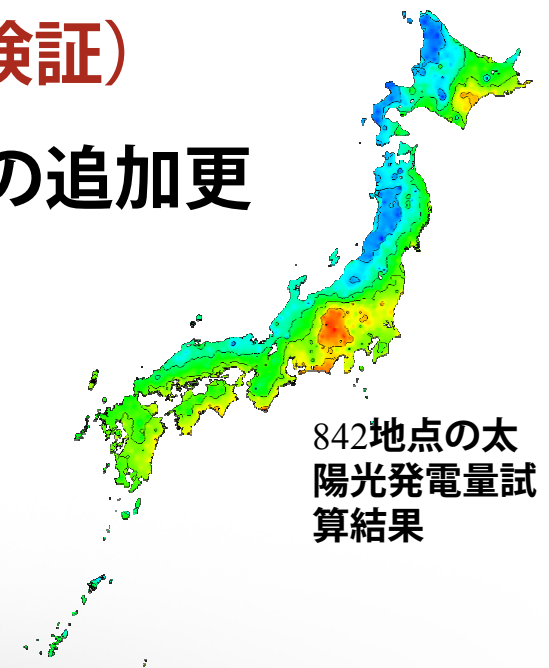 検証）
の追加更
842地点の太
陽光発電量試
算結果